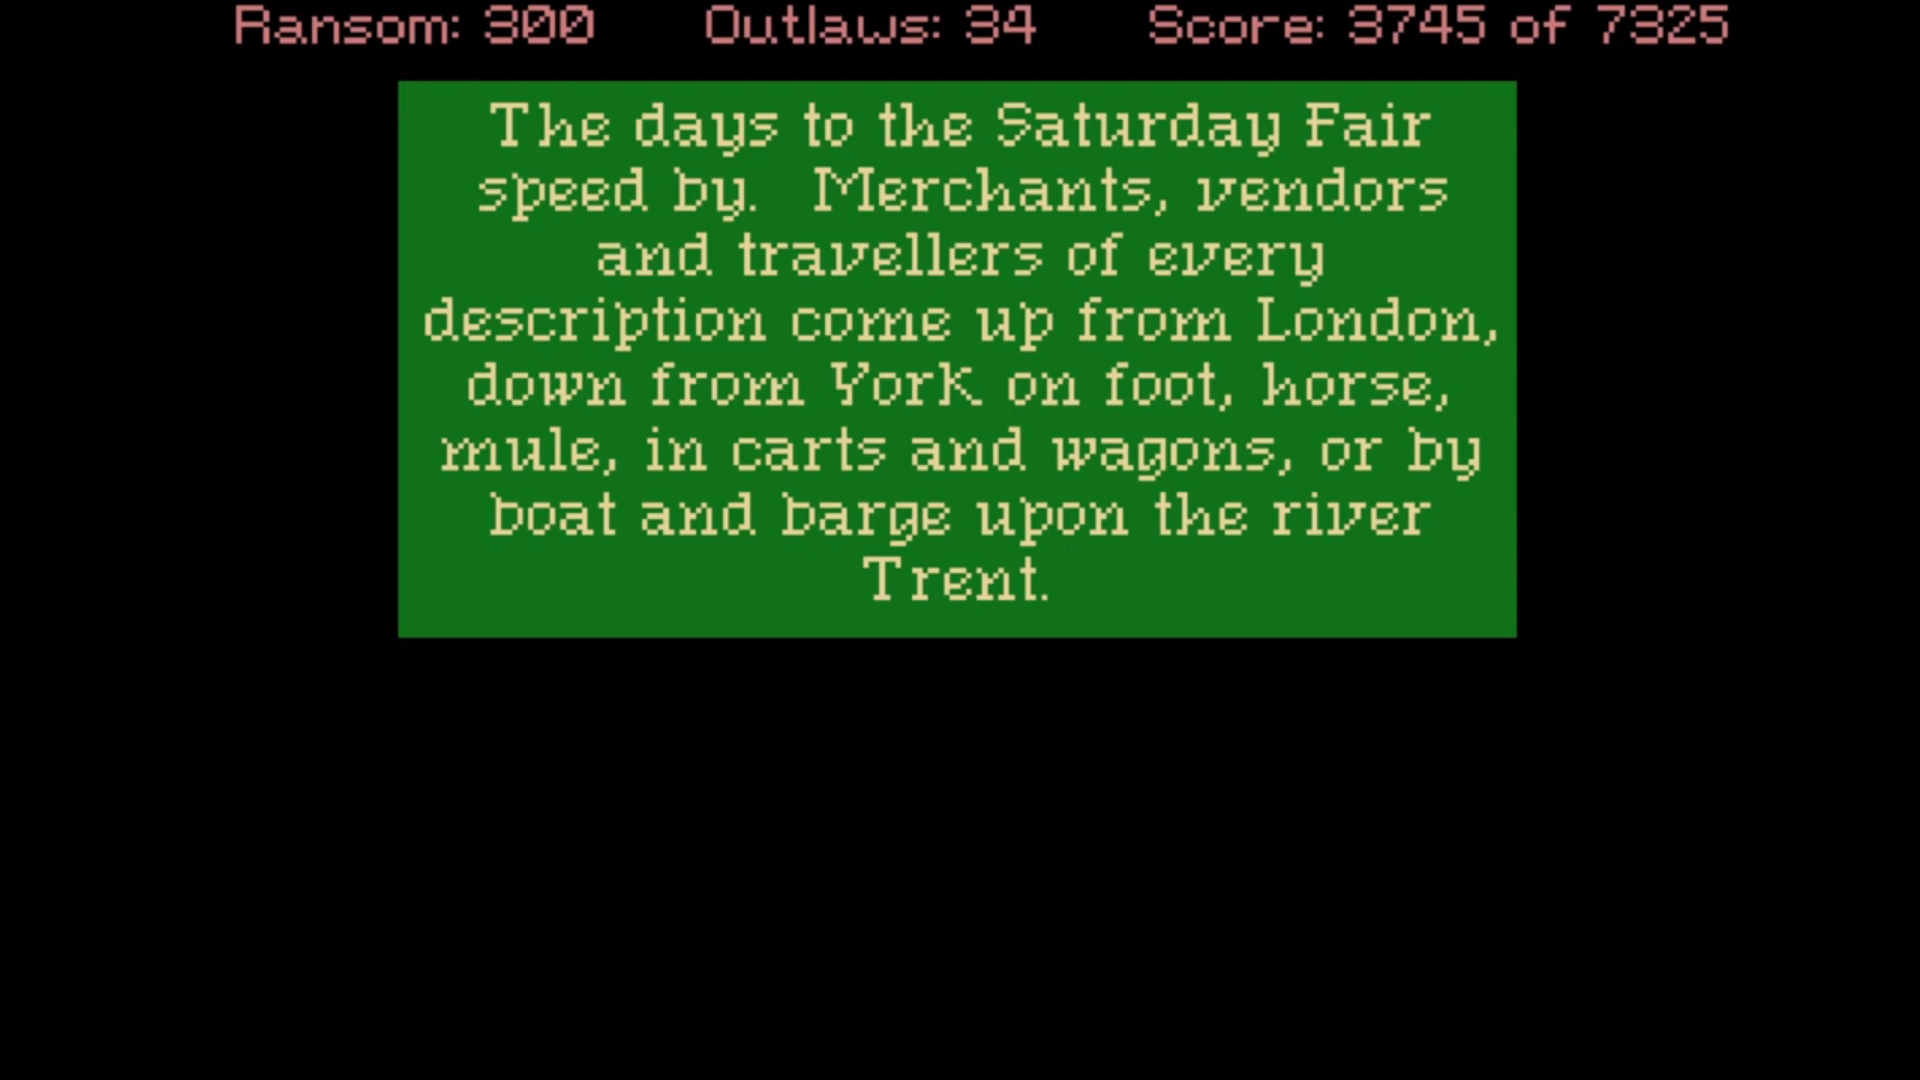 Ransom: 300 Outlaws: 34 Score: 3745 of 7325
The days to the Saturday Fair
speed by. Merchants, vendors
and travellers of every
description come up from London,
down from York on foot, horse,
mule, in carts and wagons, or by
boat and barge upon the river
Trent.